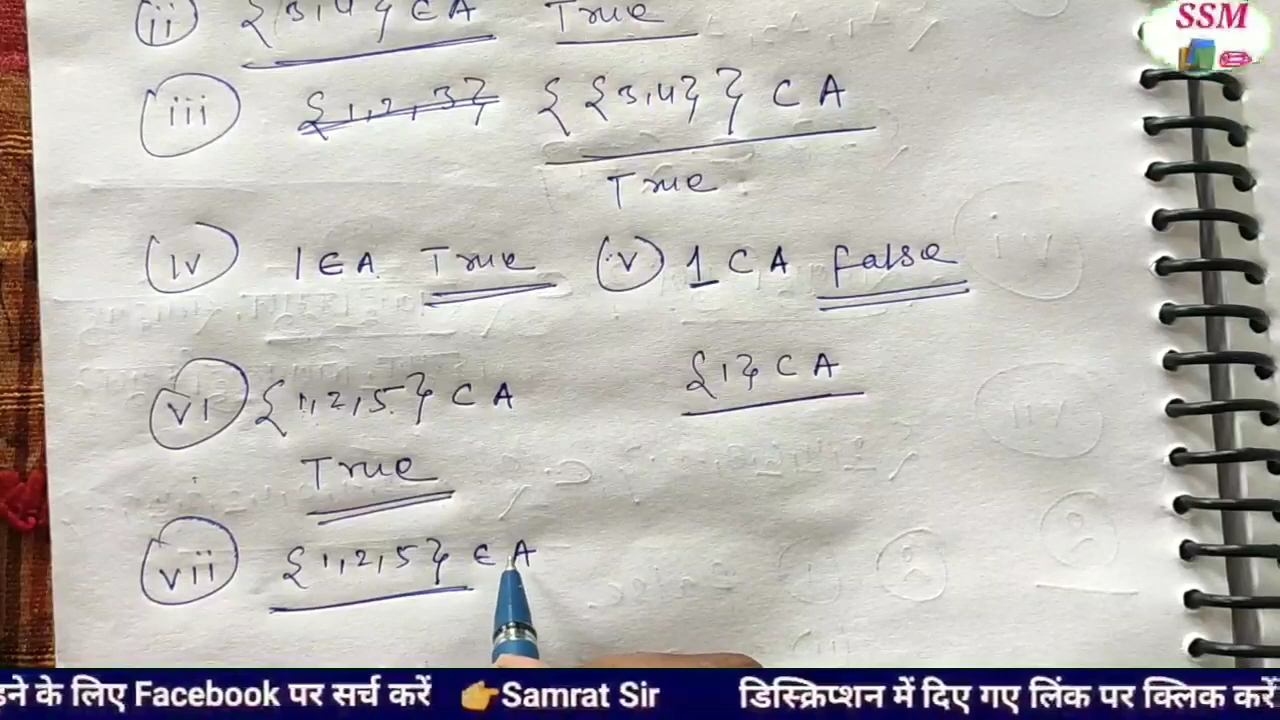 (ii) {3,4} ∈ A True
SSM
(iii) {1,2,3} {{3,4}} ⊂ A
True
(iv) 1 ∈ A True (v) 1 ⊂ A false
{1} ⊂ A
(vi) {1,2,5} ⊂ A
True
(vii) {1,2,5} ∈ A
ड़ने के लिए Facebook पर सर्च करें 👉Samrat Sir डिस्क्रिप्शन में दिए गए लिंक पर क्लिक करें